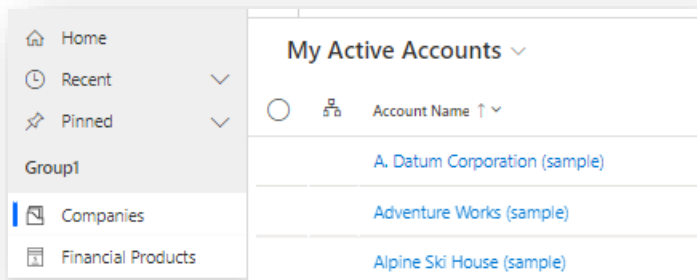 Home
Recent
Pinned
Group1
Companies
Financial Products
My Active Accounts
Account Name
A. Datum Corporation (sample)
Adventure Works (sample)
Alpine Ski House (sample)